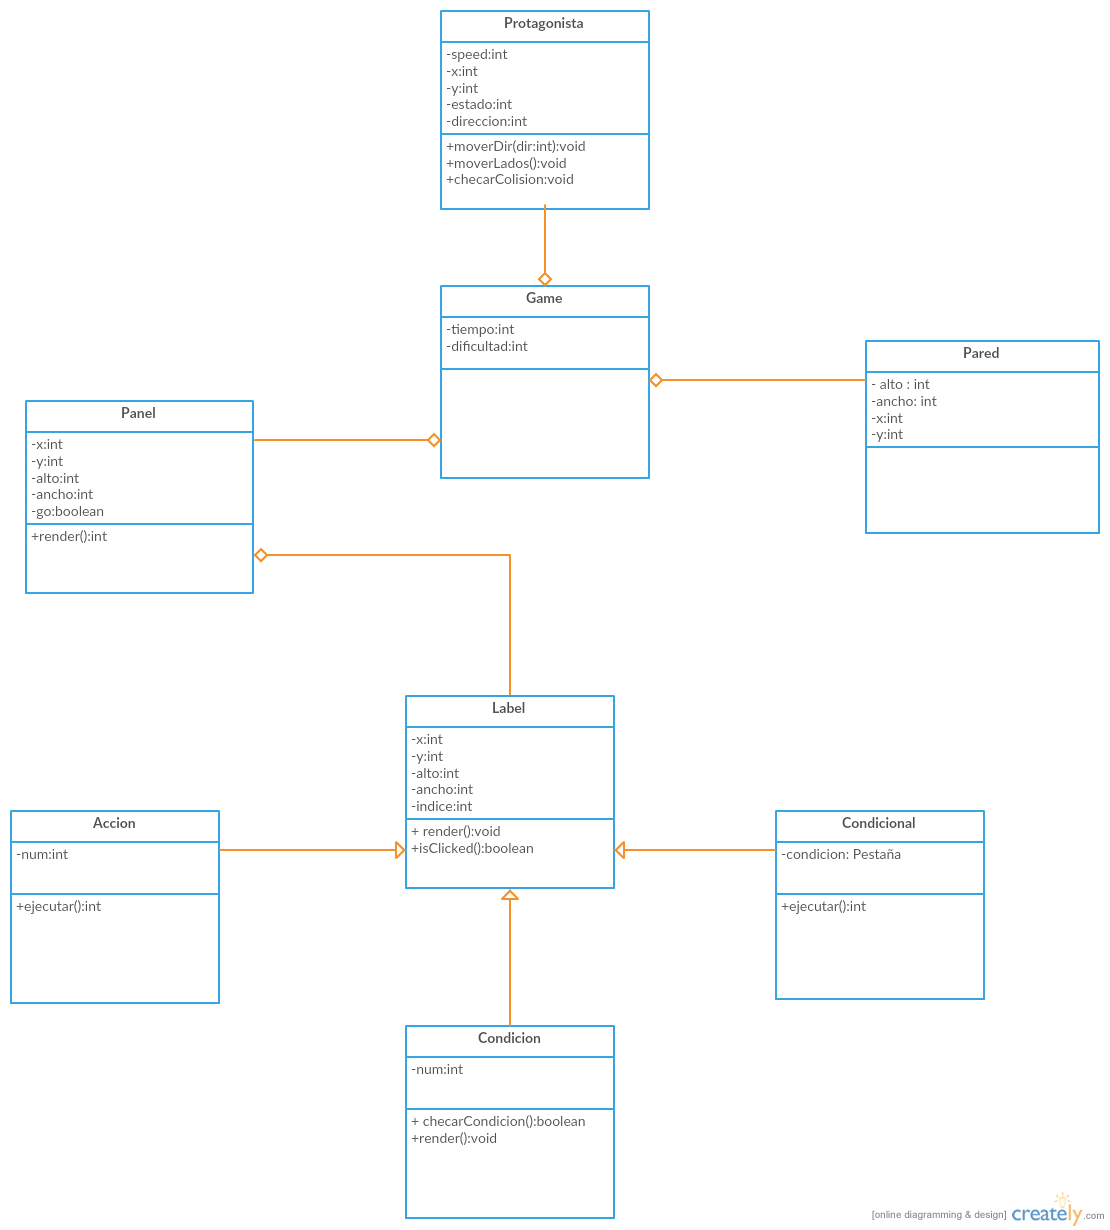 Protagonista
-speed:int
-x:int
-y:int
-estado:int
-direccion:int
+moverDir(dir:int):void
+moverLados():void
+checarColision:void
Game
-tiempo:int
-dificultad:int
Pared
- alto : int
-ancho: int
-x:int
-y:int
Panel
-x:int
-y:int
-alto:int
-ancho:int
-go:boolean
+render():int
Label
-x:int
-y:int
-alto:int
-ancho:int
-indice:int
+ render():void
+isClicked():boolean
Accion
-num:int
+ejecutar():int
Condicional
-condicion: Pestaña
+ejecutar():int
Condicion
-num:int
+ checarCondicion():boolean
+render():void
[online diagramming & design] creately.com